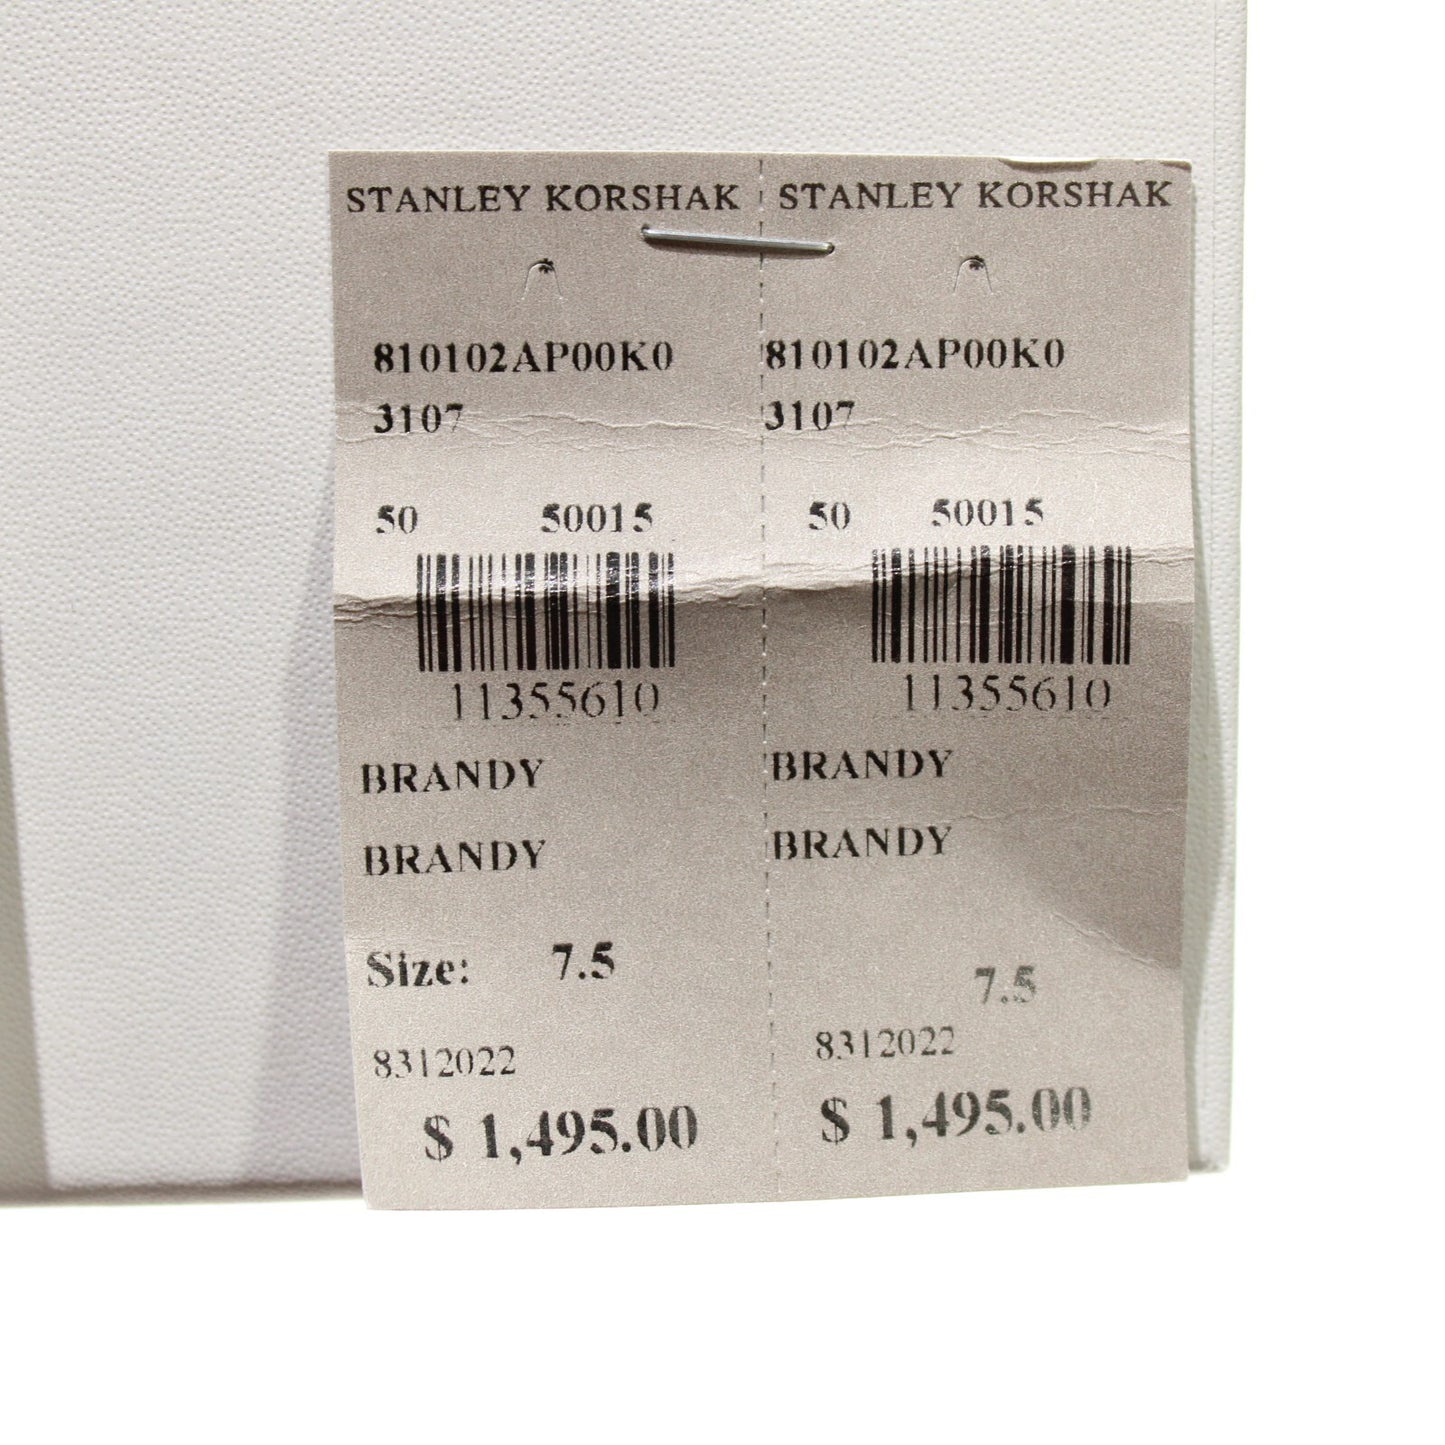 STANLEY KORSHAK
810102AP00K0
3107
50 50015
11355610
BRANDY
BRANDY
Size: 7.5
8312022
$ 1,495.00
STANLEY KORSHAK
810102AP00K0
3107
50 50015
11355610
BRANDY
BRANDY
7.5
8312022
$ 1,495.00